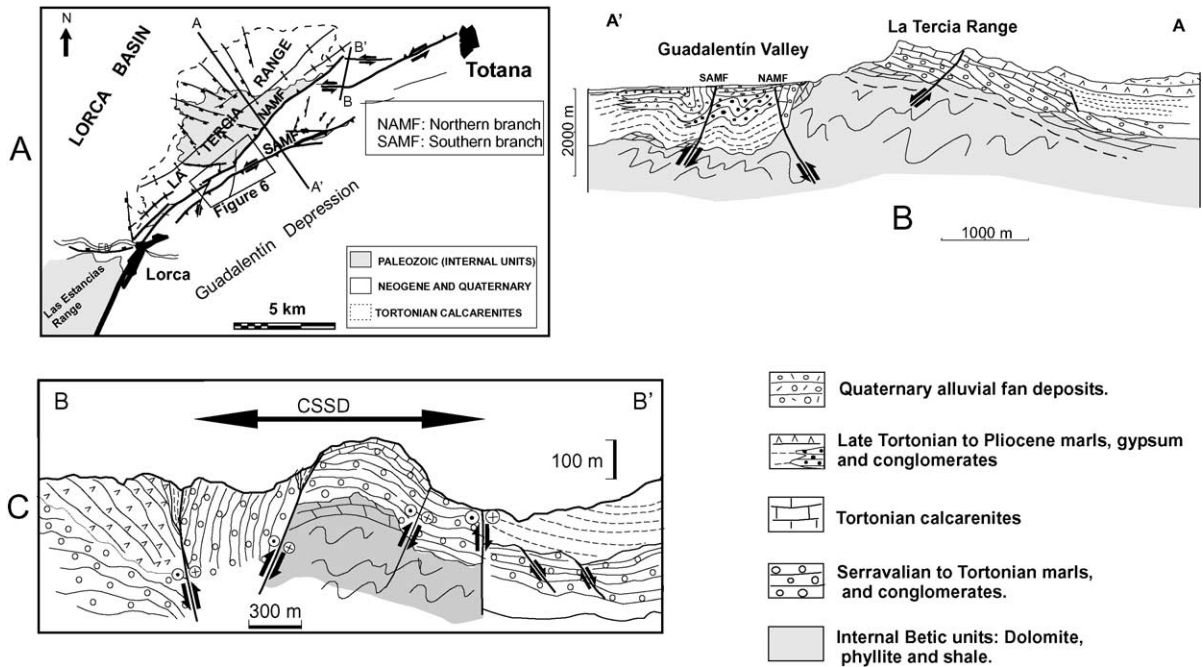 A
N
LORCA BASIN
A
RANGE
B'
Totana
TERCIA
NAMF
B
NAMF: Northern branch
SAMF: Southern branch
SAMF
LA
Figure 6
A'
Guadalentín Depression
Lorca
Las Estancias
Range
5 km
PALEOZOIC (INTERNAL UNITS)
NEOGENE AND QUATERNARY
TORTONIAN CALCARENITES
A'
La Tercia Range
A
Guadalentín Valley
SAMF
NAMF
2000 m
B
1000 m
C
B
CSSD
B'
100 m
300 m
Quaternary alluvial fan deposits.
Late Tortonian to Pliocene marls, gypsum
and conglomerates
Tortonian calcarenites
Serravalian to Tortonian marls,
and conglomerates.
Internal Betic units: Dolomite,
phyllite and shale.